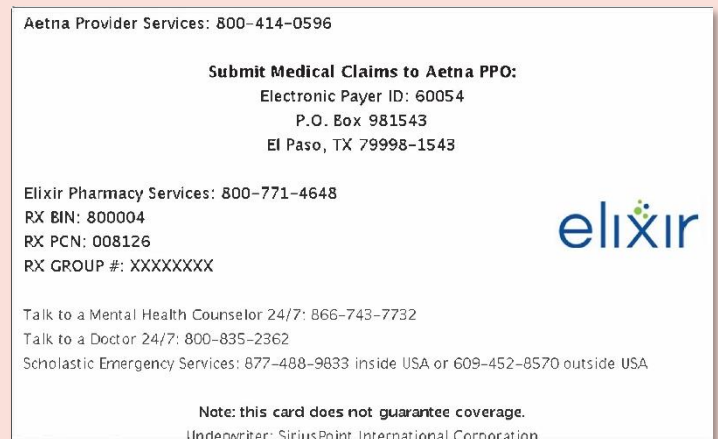 Aetna Provider Services: 800-414-0596
Submit Medical Claims to Aetna PPO:
Electronic Payer ID: 60054
P.O. Box 981543
El Paso, TX 79998-1543
Elixir Pharmacy Services: 800-771-4648
RX BIN: 800004
RX PCN: 008126
RX GROUP #: XXXXXXXX
elixir
Talk to a Mental Health Counselor 24/7: 866-743-7732
Talk to a Doctor 24/7: 800-835-2362
Scholastic Emergency Services: 877-488-9833 inside USA or 609-452-8570 outside USA
Note: this card does not guarantee coverage.
Underwriter: SiriusPoint International Corporation